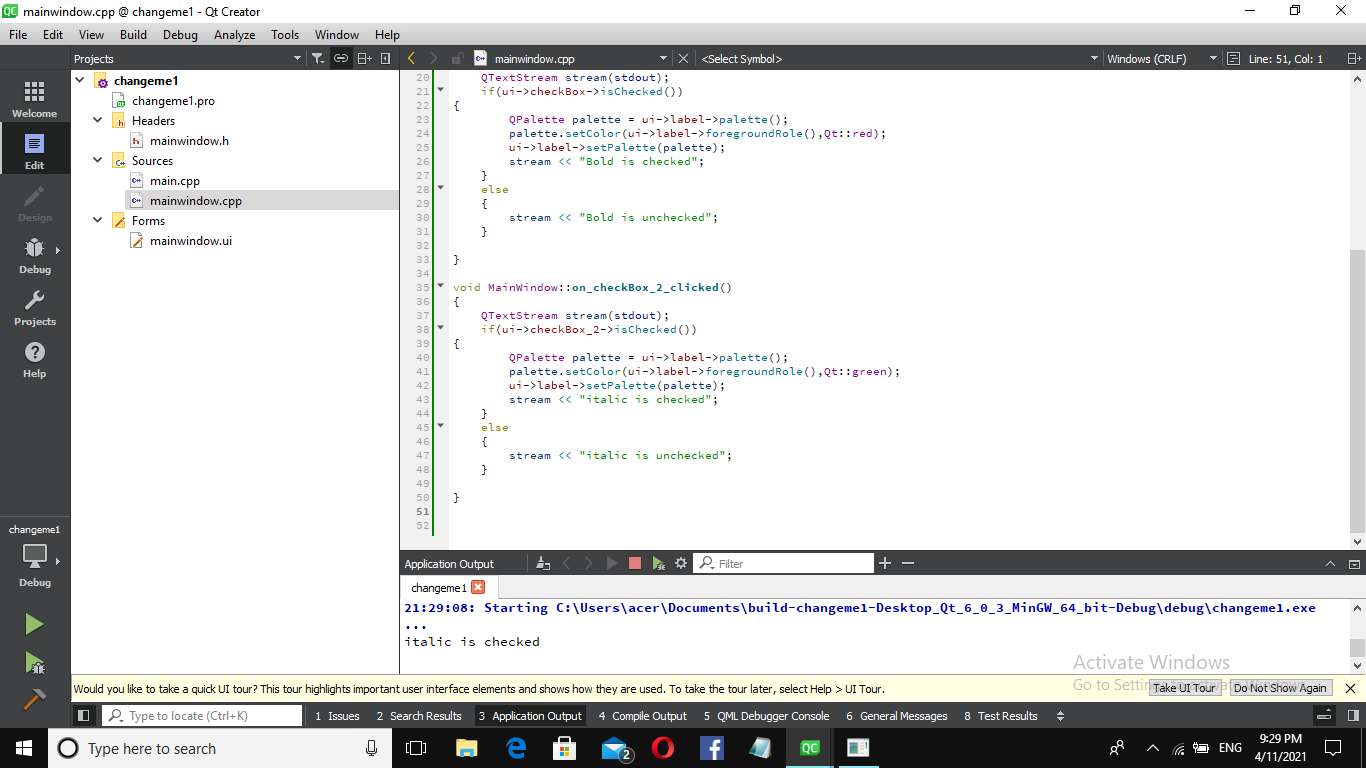 mainwindow.cpp @ changeme1 - Qt Creator
File Edit View Build Debug Analyze Tools Window Help
Projects
mainwindow.cpp
<Select Symbol>
Windows (CRLF)
Line: 51, Col: 1
Welcome
Edit
Design
Debug
Projects
Help
changeme1
Debug
changeme1
changeme1.pro
Headers
mainwindow.h
Sources
main.cpp
mainwindow.cpp
Forms
mainwindow.ui
20 QTextStream stream(stdout);
21 if(ui->checkBox->isChecked())
22 {
23 QPalette palette = ui->label->palette();
24 palette.setColor(ui->label->foregroundRole(),Qt::red);
25 ui->label->setPalette(palette);
26 stream << "Bold is checked";
27 }
28 else
29 {
30 stream << "Bold is unchecked";
31 }
32
33 }
34
35 void MainWindow::on_checkBox_2_clicked()
36 {
37 QTextStream stream(stdout);
38 if(ui->checkBox_2->isChecked())
39 {
40 QPalette palette = ui->label->palette();
41 palette.setColor(ui->label->foregroundRole(),Qt::green);
42 ui->label->setPalette(palette);
43 stream << "italic is checked";
44 }
45 else
46 {
47 stream << "italic is unchecked";
48 }
49
50 }
51
52
Application Output
Filter
changeme1
21:29:08: Starting C:\Users\acer\Documents\build-changeme1-Desktop_Qt_6_0_3_MinGW_64_bit-Debug\debug\changeme1.exe
...
italic is checked
Activate Windows
Go to Settin
Would you like to take a quick UI tour? This tour highlights important user interface elements and shows how they are used. To take the tour later, select Help > UI Tour.
Take UI Tour
Do Not Show Again
Type to locate (Ctrl+K)
1 Issues 2 Search Results 3 Application Output 4 Compile Output 5 QML Debugger Console 6 General Messages 8 Test Results
Type here to search
2
QC
ENG
9:29 PM
4/11/2021